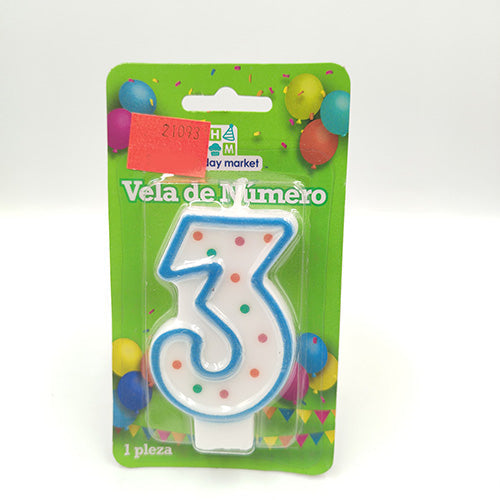 21093
H
M
day market
Vela de Número
3
1 pieza